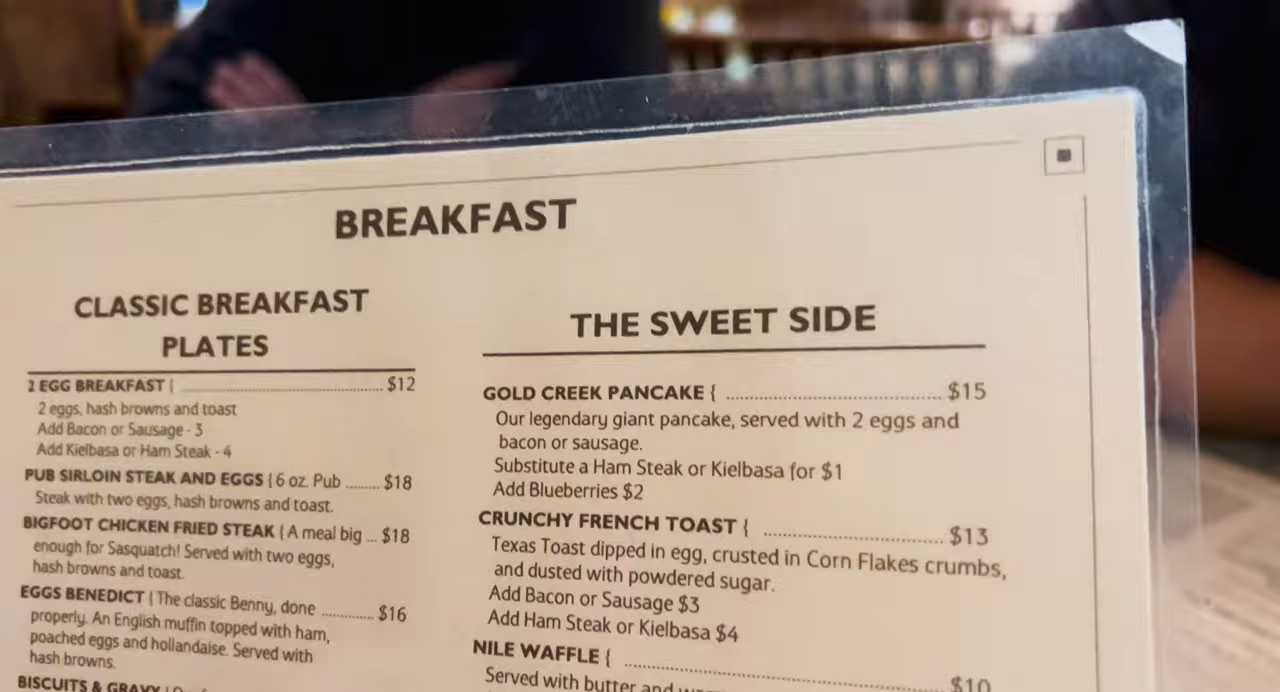 BREAKFAST
CLASSIC BREAKFAST
PLATES
2 EGG BREAKFAST { ........ $12
2 eggs, hash browns and toast
Add Bacon or Sausage - 3
Add Kielbasa or Ham Steak - 4
PUB SIRLOIN STEAK AND EGGS { 6 oz. Pub ........ $18
Steak with two eggs, hash browns and toast.
BIGFOOT CHICKEN FRIED STEAK { A meal big ... $18
enough for Sasquatch! Served with two eggs,
hash browns and toast.
EGGS BENEDICT { The classic Benny, done ............ $16
properly. An English muffin topped with ham,
poached eggs and hollandaise. Served with
hash browns.
BISCUITS & GRAVY
THE SWEET SIDE
GOLD CREEK PANCAKE { ........ $15
Our legendary giant pancake, served with 2 eggs and
bacon or sausage.
Substitute a Ham Steak or Kielbasa for $1
Add Blueberries $2
CRUNCHY FRENCH TOAST { ........ $13
Texas Toast dipped in egg, crusted in Corn Flakes crumbs,
and dusted with powdered sugar.
Add Bacon or Sausage $3
Add Ham Steak or Kielbasa $4
NILE WAFFLE { ........ $10
Served with butter and